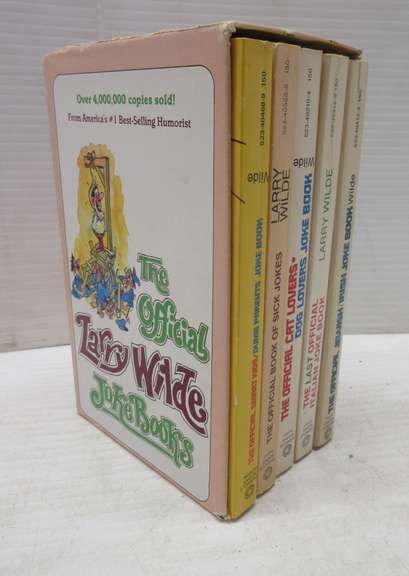 Over 4,000,000 copies sold!
From America's #1 Best-Selling Humorist
The
Official
Larry Wilde
Joke Books
Wilde
THE OFFICIAL SMART KIDS/DUMB PARENTS JOKE BOOK
LARRY
WILDE
THE OFFICIAL BOOK OF SICK JOKES
Wilde
THE OFFICIAL CAT LOVERS
DOG LOVERS JOKE BOOK
LARRY WILDE
THE LAST OFFICIAL
ITALIAN JOKE BOOK
Wilde
THE OFFICIAL JEWISH/IRISH JOKE BOOK